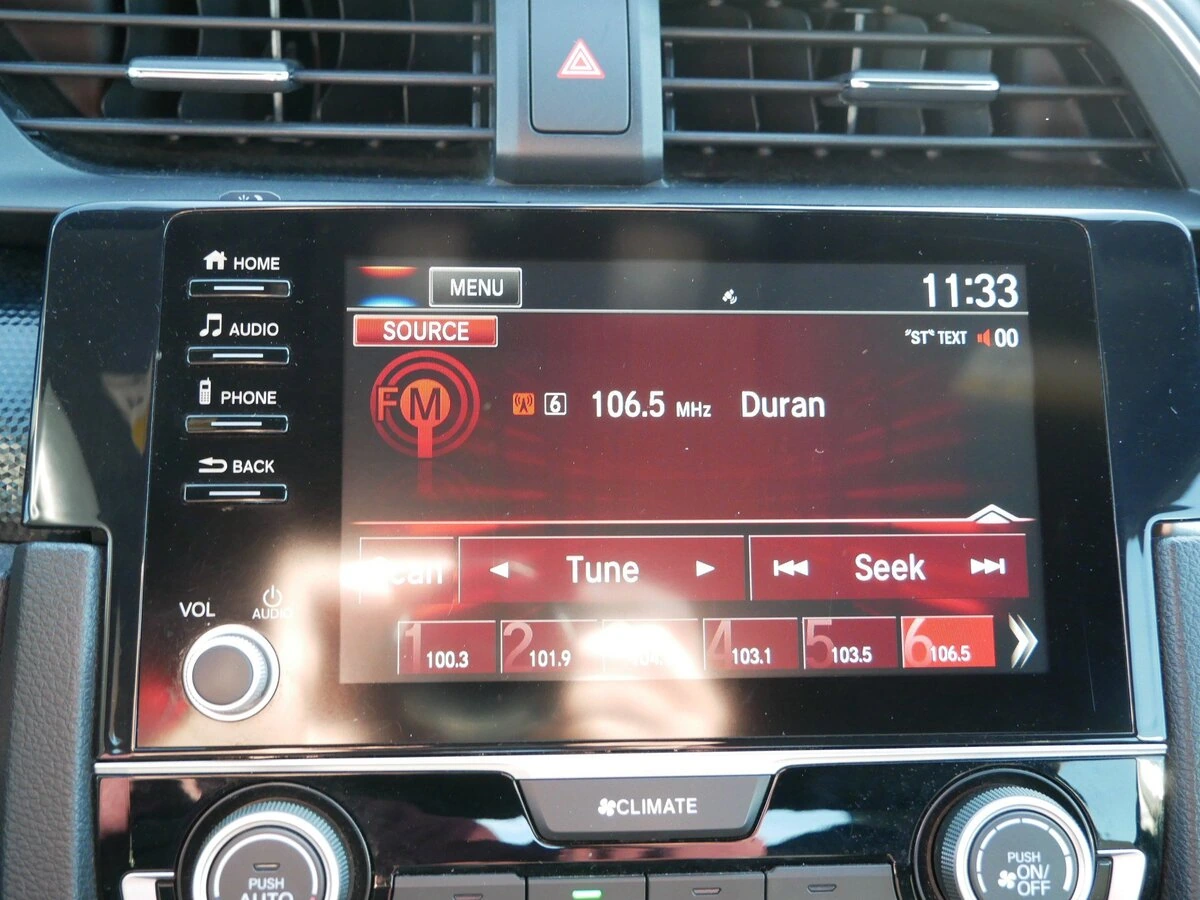 HOME
MENU
11:33
AUDIO
SOURCE
"ST" TEXT 00
PHONE
FM
6 106.5 MHz Duran
BACK
Tune
Seek
VOL
AUDIO
1 100.3
2 101.9
4 103.1
5 103.5
6 106.5
CLIMATE
PUSH
AUTO
PUSH
ON/
OFF